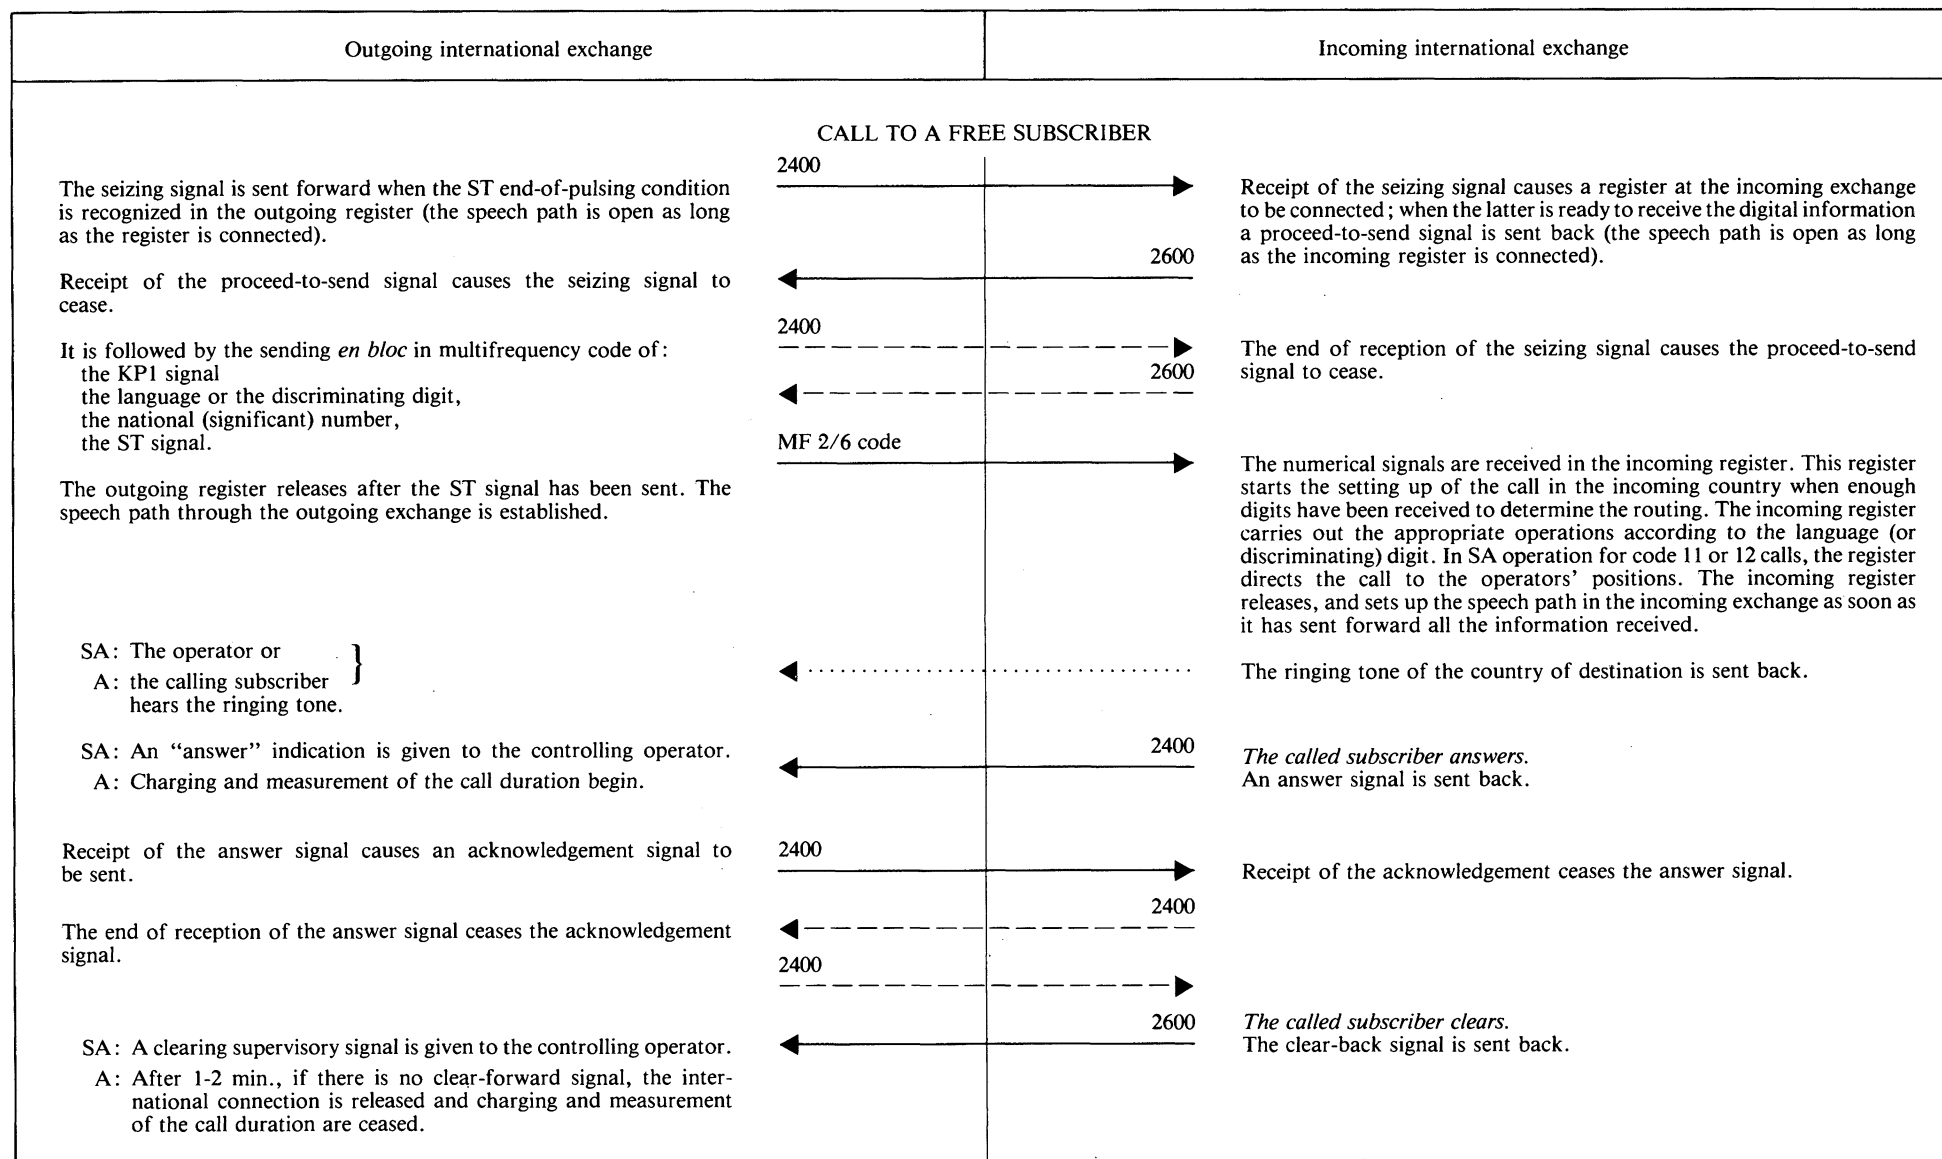 Outgoing international exchange
Incoming international exchange
CALL TO A FREE SUBSCRIBER
The seizing signal is sent forward when the ST end-of-pulsing condition
is recognized in the outgoing register (the speech path is open as long
as the register is connected).
2400
Receipt of the seizing signal causes a register at the incoming exchange
to be connected; when the latter is ready to receive the digital information
a proceed-to-send signal is sent back (the speech path is open as long
as the incoming register is connected).
2600
Receipt of the proceed-to-send signal causes the seizing signal to
cease.
2400
It is followed by the sending en bloc in multifrequency code of:
the KP1 signal
the language or the discriminating digit,
the national (significant) number,
the ST signal.
The end of reception of the seizing signal causes the proceed-to-send
signal to cease.
2600
MF 2/6 code
The outgoing register releases after the ST signal has been sent. The
speech path through the outgoing exchange is established.
The numerical signals are received in the incoming register. This register
starts the setting up of the call in the incoming country when enough
digits have been received to determine the routing. The incoming register
carries out the appropriate operations according to the language (or
discriminating) digit. In SA operation for code 11 or 12 calls, the register
directs the call to the operators' positions. The incoming register
releases, and sets up the speech path in the incoming exchange as soon as
it has sent forward all the information received.
SA: The operator or
A: the calling subscriber
hears the ringing tone.
}
The ringing tone of the country of destination is sent back.
SA: An “answer” indication is given to the controlling operator.
A: Charging and measurement of the call duration begin.
2400
The called subscriber answers.
An answer signal is sent back.
Receipt of the answer signal causes an acknowledgement signal to
be sent.
2400
Receipt of the acknowledgement ceases the answer signal.
2400
The end of reception of the answer signal ceases the acknowledgement
signal.
2400
2600
The called subscriber clears.
The clear-back signal is sent back.
SA: A clearing supervisory signal is given to the controlling operator.
A: After 1-2 min., if there is no clear-forward signal, the inter-
national connection is released and charging and measurement
of the call duration are ceased.